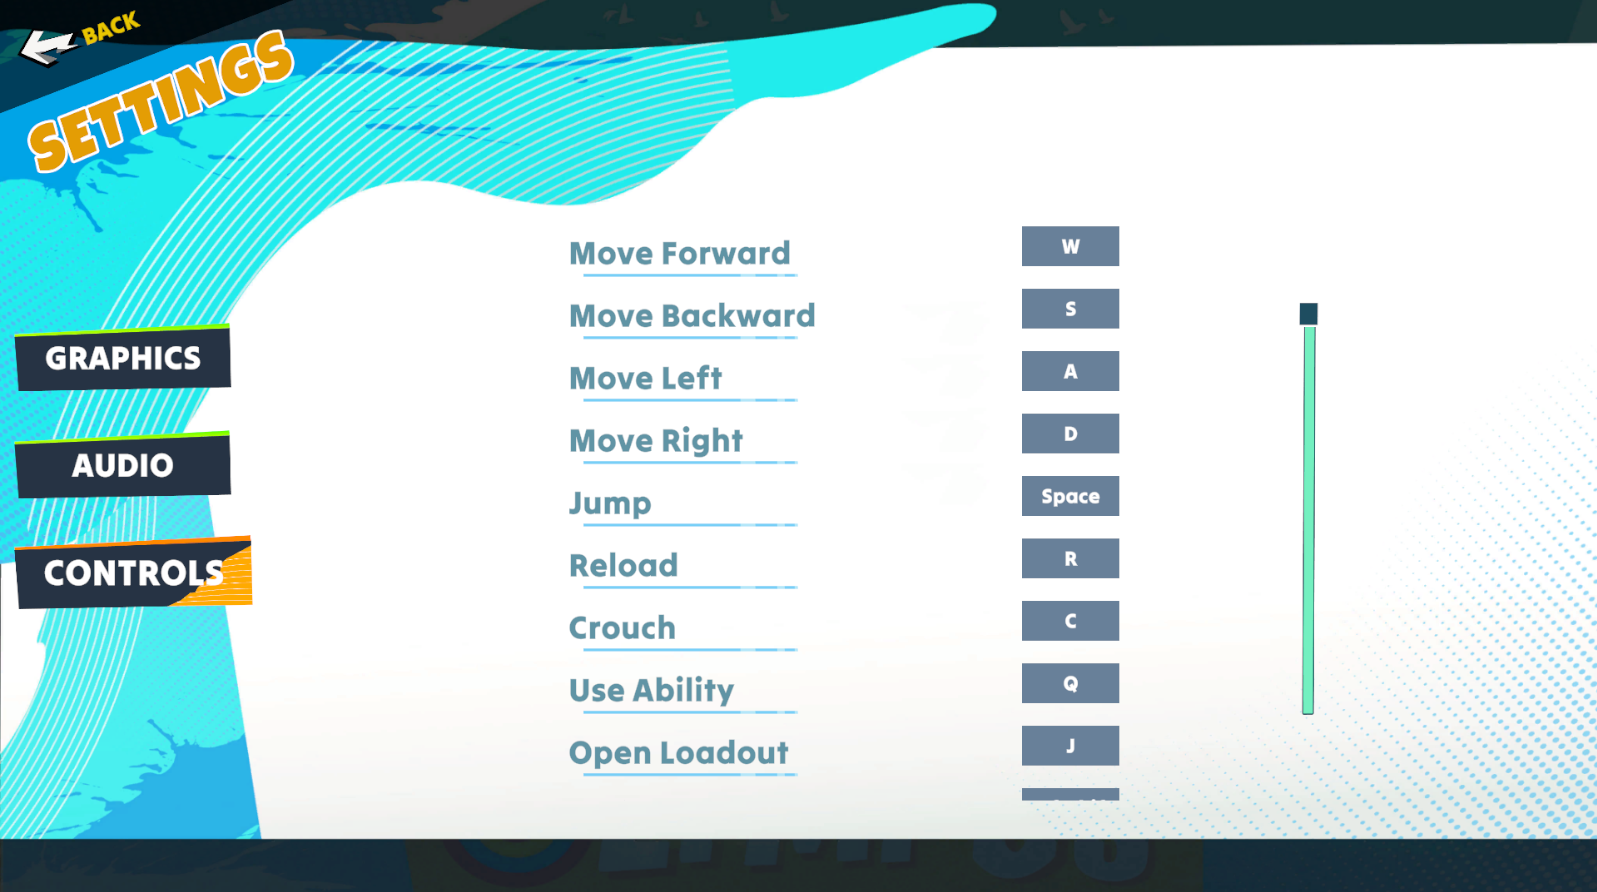 BACK
SETTINGS
GRAPHICS
AUDIO
CONTROLS
Move Forward W
Move Backward S
Move Left A
Move Right D
Jump Space
Reload R
Crouch C
Use Ability Q
Open Loadout J